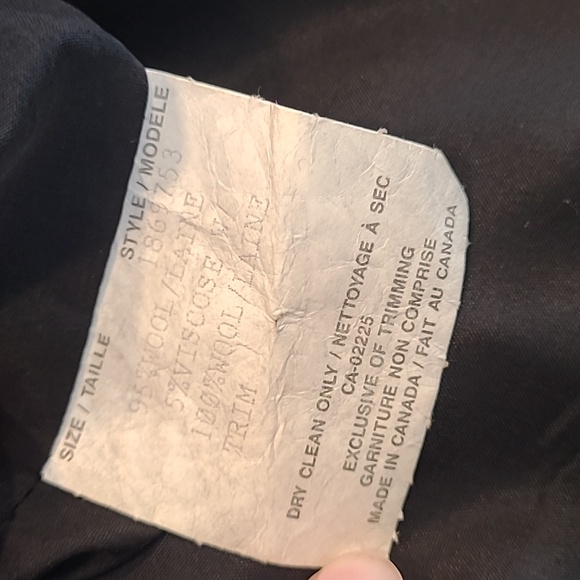 SIZE / TAILLE STYLE / MODÈLE
1869753
95%WOOL/LAINE
5%VISCOSE
100%WOOL/LAINE
TRIM
DRY CLEAN ONLY / NETTOYAGE À SEC
CA-02225
EXCLUSIVE OF TRIMMING
GARNITURE NON COMPRISE
MADE IN CANADA / FAIT AU CANADA